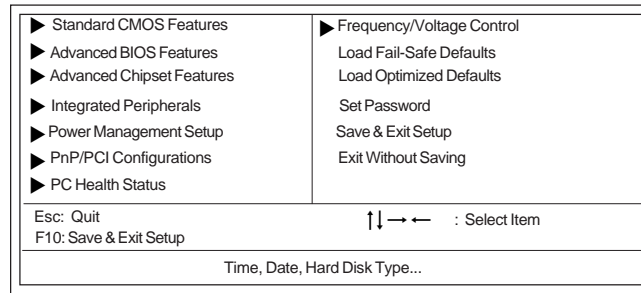 ▶ Standard CMOS Features
▶ Advanced BIOS Features
▶ Advanced Chipset Features
▶ Integrated Peripherals
▶ Power Management Setup
▶ PnP/PCI Configurations
▶ PC Health Status
▶ Frequency/Voltage Control
Load Fail-Safe Defaults
Load Optimized Defaults
Set Password
Save & Exit Setup
Exit Without Saving
Esc: Quit
F10: Save & Exit Setup
↑↓→← : Select Item
Time, Date, Hard Disk Type...